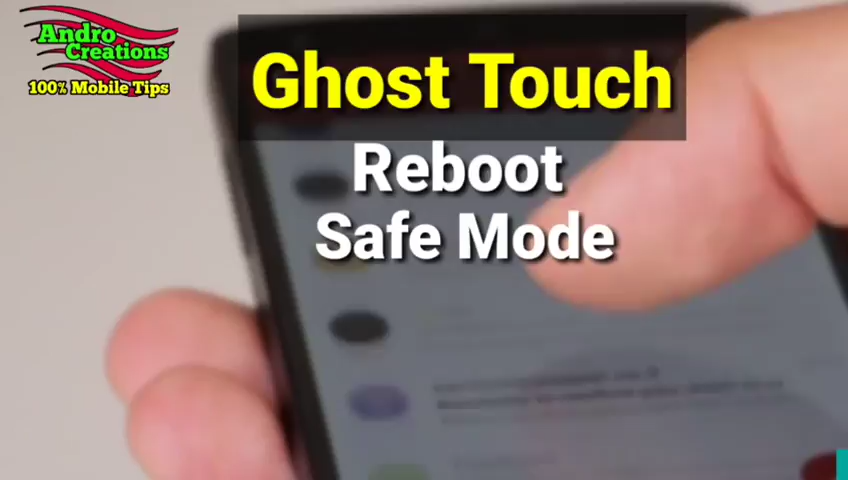 Andro
Creations
100% Mobile Tips
Ghost Touch
Reboot
Safe Mode